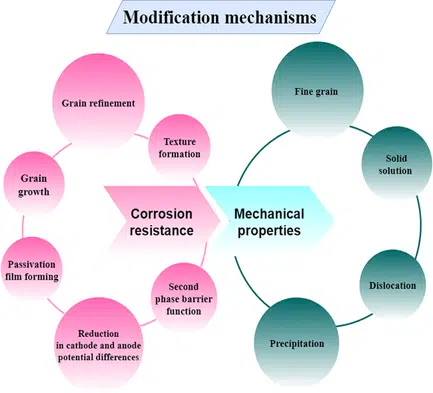 Modification mechanisms
Grain refinement
Texture
formation
Grain
growth
Corrosion
resistance
Passivation
film forming
Second
phase barrier
function
Reduction
in cathode and anode
potential differences
Fine grain
Solid
solution
Mechanical
properties
Dislocation
Precipitation